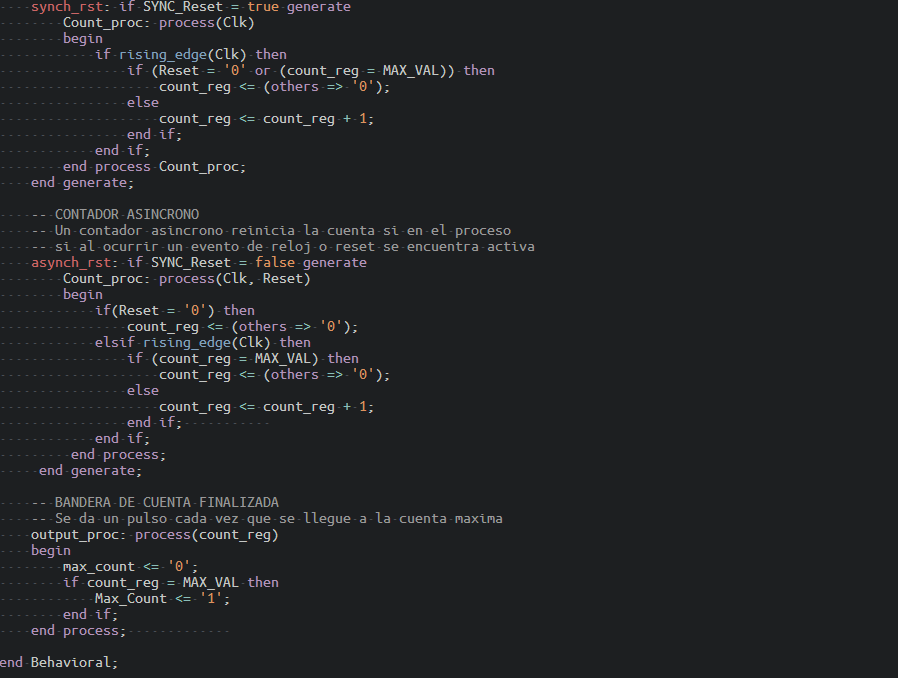 synch_rst: if SYNC_Reset = true generate
Count_proc: process(Clk)
begin
if rising_edge(Clk) then
if (Reset = '0' or (count_reg = MAX_VAL)) then
count_reg <= (others => '0');
else
count_reg <= count_reg + 1;
end if;
end if;
end process Count_proc;
end generate;
-- CONTADOR ASINCRONO
-- Un contador asincrono reinicia la cuenta si en el proceso
-- si al ocurrir un evento de reloj o reset se encuentra activa
asynch_rst: if SYNC_Reset = false generate
Count_proc: process(Clk, Reset)
begin
if(Reset = '0') then
count_reg <= (others => '0');
elsif rising_edge(Clk) then
if (count_reg = MAX_VAL) then
count_reg <= (others => '0');
else
count_reg <= count_reg + 1;
end if;
end if;
end process;
end generate;
-- BANDERA DE CUENTA FINALIZADA
-- Se da un pulso cada vez que se llegue a la cuenta maxima
output_proc: process(count_reg)
begin
max_count <= '0';
if count_reg = MAX_VAL then
Max_Count <= '1';
end if;
end process;
end Behavioral;